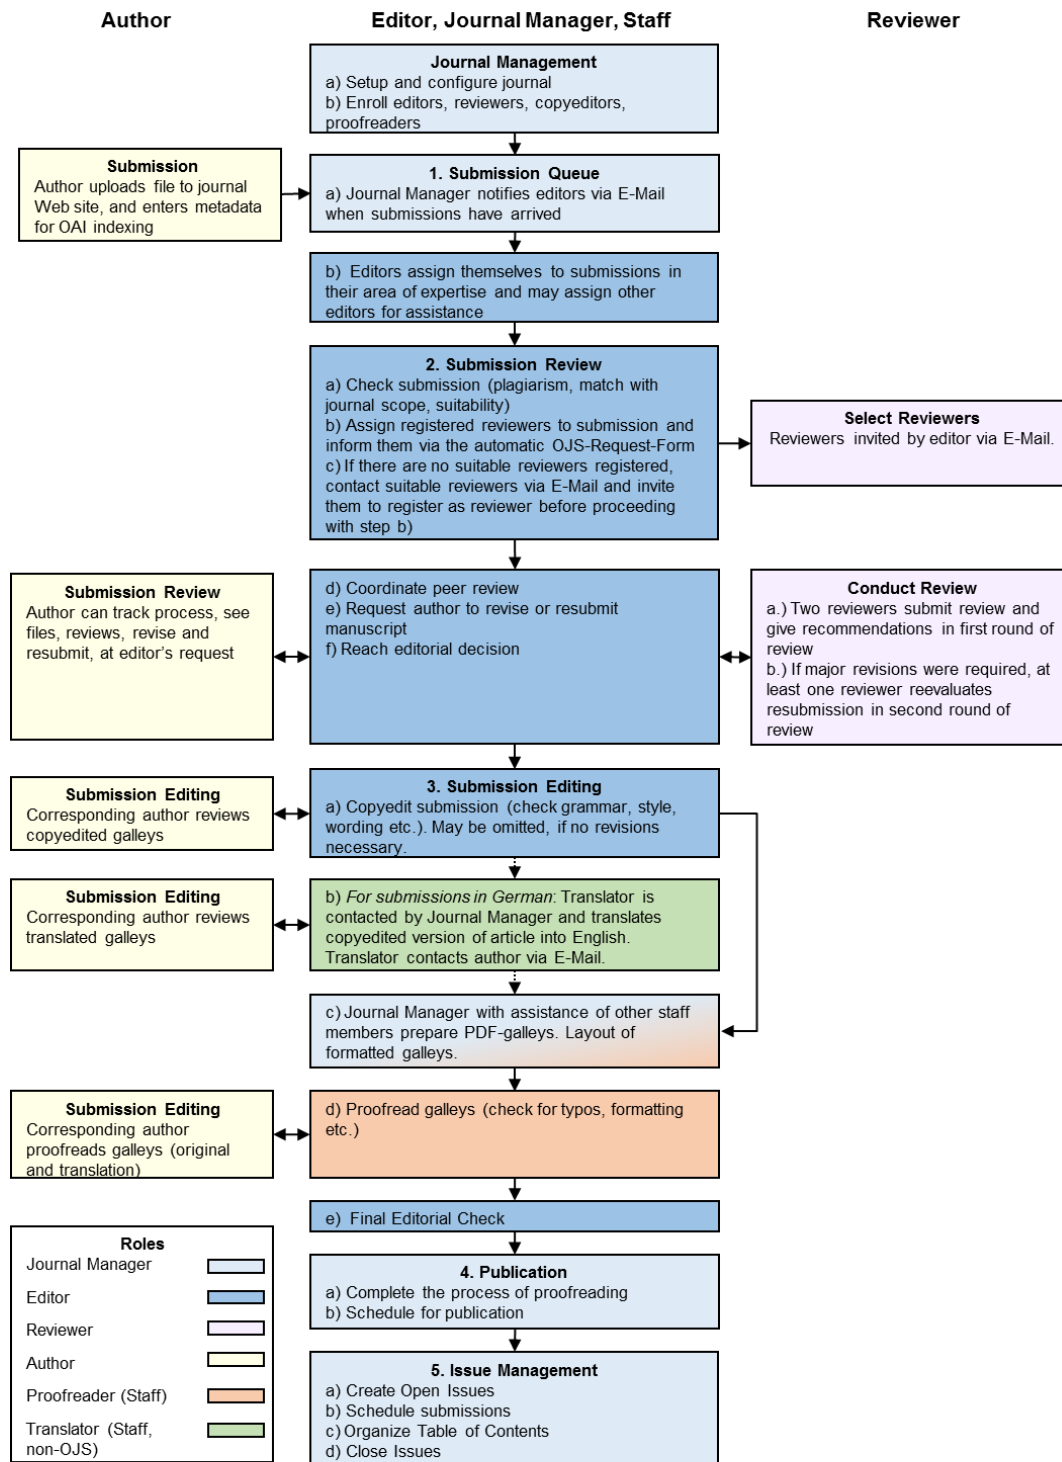 Author
Editor, Journal Manager, Staff
Reviewer
Journal Management
a) Setup and configure journal
b) Enroll editors, reviewers, copyeditors,
proofreaders
Submission
Author uploads file to journal
Web site, and enters metadata
for OAI indexing
1. Submission Queue
a) Journal Manager notifies editors via E-Mail
when submissions have arrived
b) Editors assign themselves to submissions in
their area of expertise and may assign other
editors for assistance
2. Submission Review
a) Check submission (plagiarism, match with
journal scope, suitability)
b) Assign registered reviewers to submission and
inform them via the automatic OJS-Request-Form
c) If there are no suitable reviewers registered,
contact suitable reviewers via E-Mail and invite
them to register as reviewer before proceeding
with step b)
Select Reviewers
Reviewers invited by editor via E-Mail.
Submission Review
Author can track process, see
files, reviews, revise and
resubmit, at editor's request
d) Coordinate peer review
e) Request author to revise or resubmit
manuscript
f) Reach editorial decision
Conduct Review
a.) Two reviewers submit review and
give recommendations in first round of
review
b.) If major revisions were required, at
least one reviewer reevaluates
resubmission in second round of
review
Submission Editing
Corresponding author reviews
copyedited galleys
3. Submission Editing
a) Copyedit submission (check grammar, style,
wording etc.). May be omitted, if no revisions
necessary.
Submission Editing
Corresponding author reviews
translated galleys
b) For submissions in German: Translator is
contacted by Journal Manager and translates
copyedited version of article into English.
Translator contacts author via E-Mail.
c) Journal Manager with assistance of other staff
members prepare PDF-galleys. Layout of
formatted galleys.
Submission Editing
Corresponding author
proofreads galleys (original
and translation)
d) Proofread galleys (check for typos, formatting
etc.)
e) Final Editorial Check
Roles
Journal Manager
Editor
Reviewer
Author
Proofreader (Staff)
Translator (Staff,
non-OJS)
4. Publication
a) Complete the process of proofreading
b) Schedule for publication
5. Issue Management
a) Create Open Issues
b) Schedule submissions
c) Organize Table of Contents
d) Close Issues